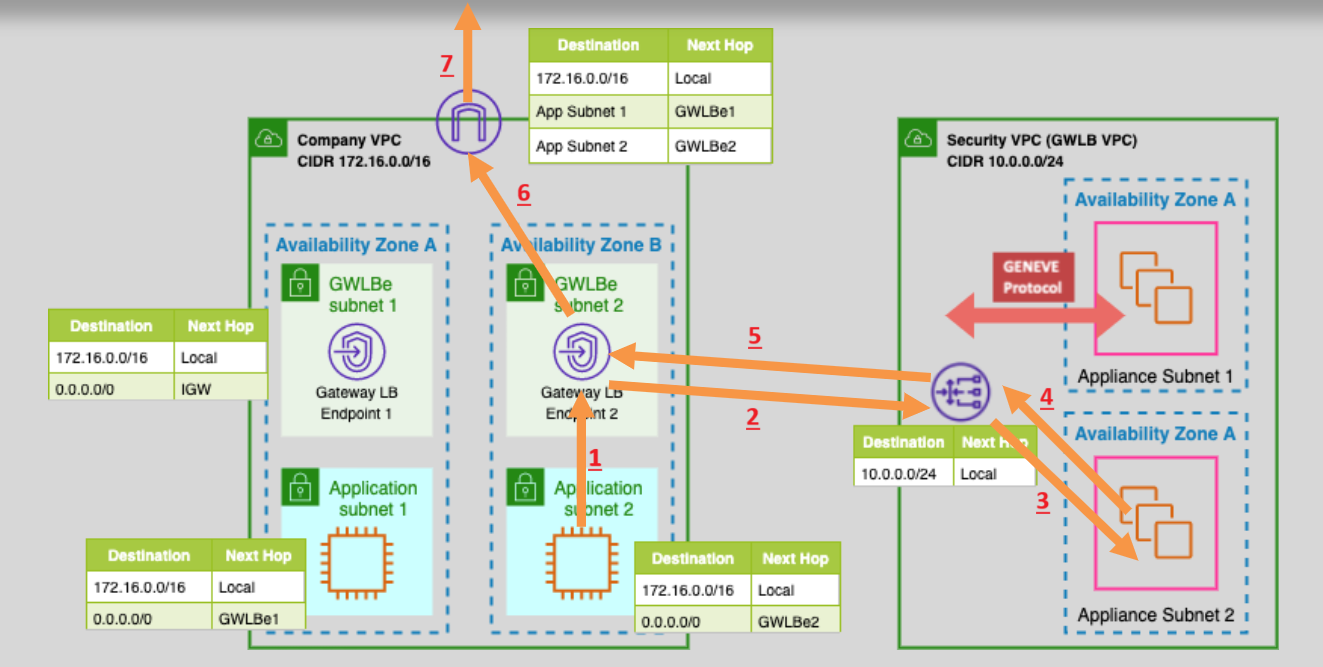 7
Destination Next Hop
172.16.0.0/16 Local
App Subnet 1 GWLBe1
App Subnet 2 GWLBe2
Company VPC
CIDR 172.16.0.0/16
Security VPC (GWLB VPC)
CIDR 10.0.0.0/24
6
Availability Zone A
Availability Zone B
Availability Zone A
GENEVE
Protocol
GWLBe
subnet 1
GWLBe
subnet 2
Destination Next Hop
172.16.0.0/16 Local
0.0.0.0/0 IGW
5
Gateway LB
Endpoint 1
Gateway LB
Endpoint 2
2
Appliance Subnet 1
4
Availability Zone A
Destination Next Hop
10.0.0.0/24 Local
3
1
Application
subnet 1
Application
subnet 2
Destination Next Hop
172.16.0.0/16 Local
0.0.0.0/0 GWLBe1
Destination Next Hop
172.16.0.0/16 Local
0.0.0.0/0 GWLBe2
Appliance Subnet 2